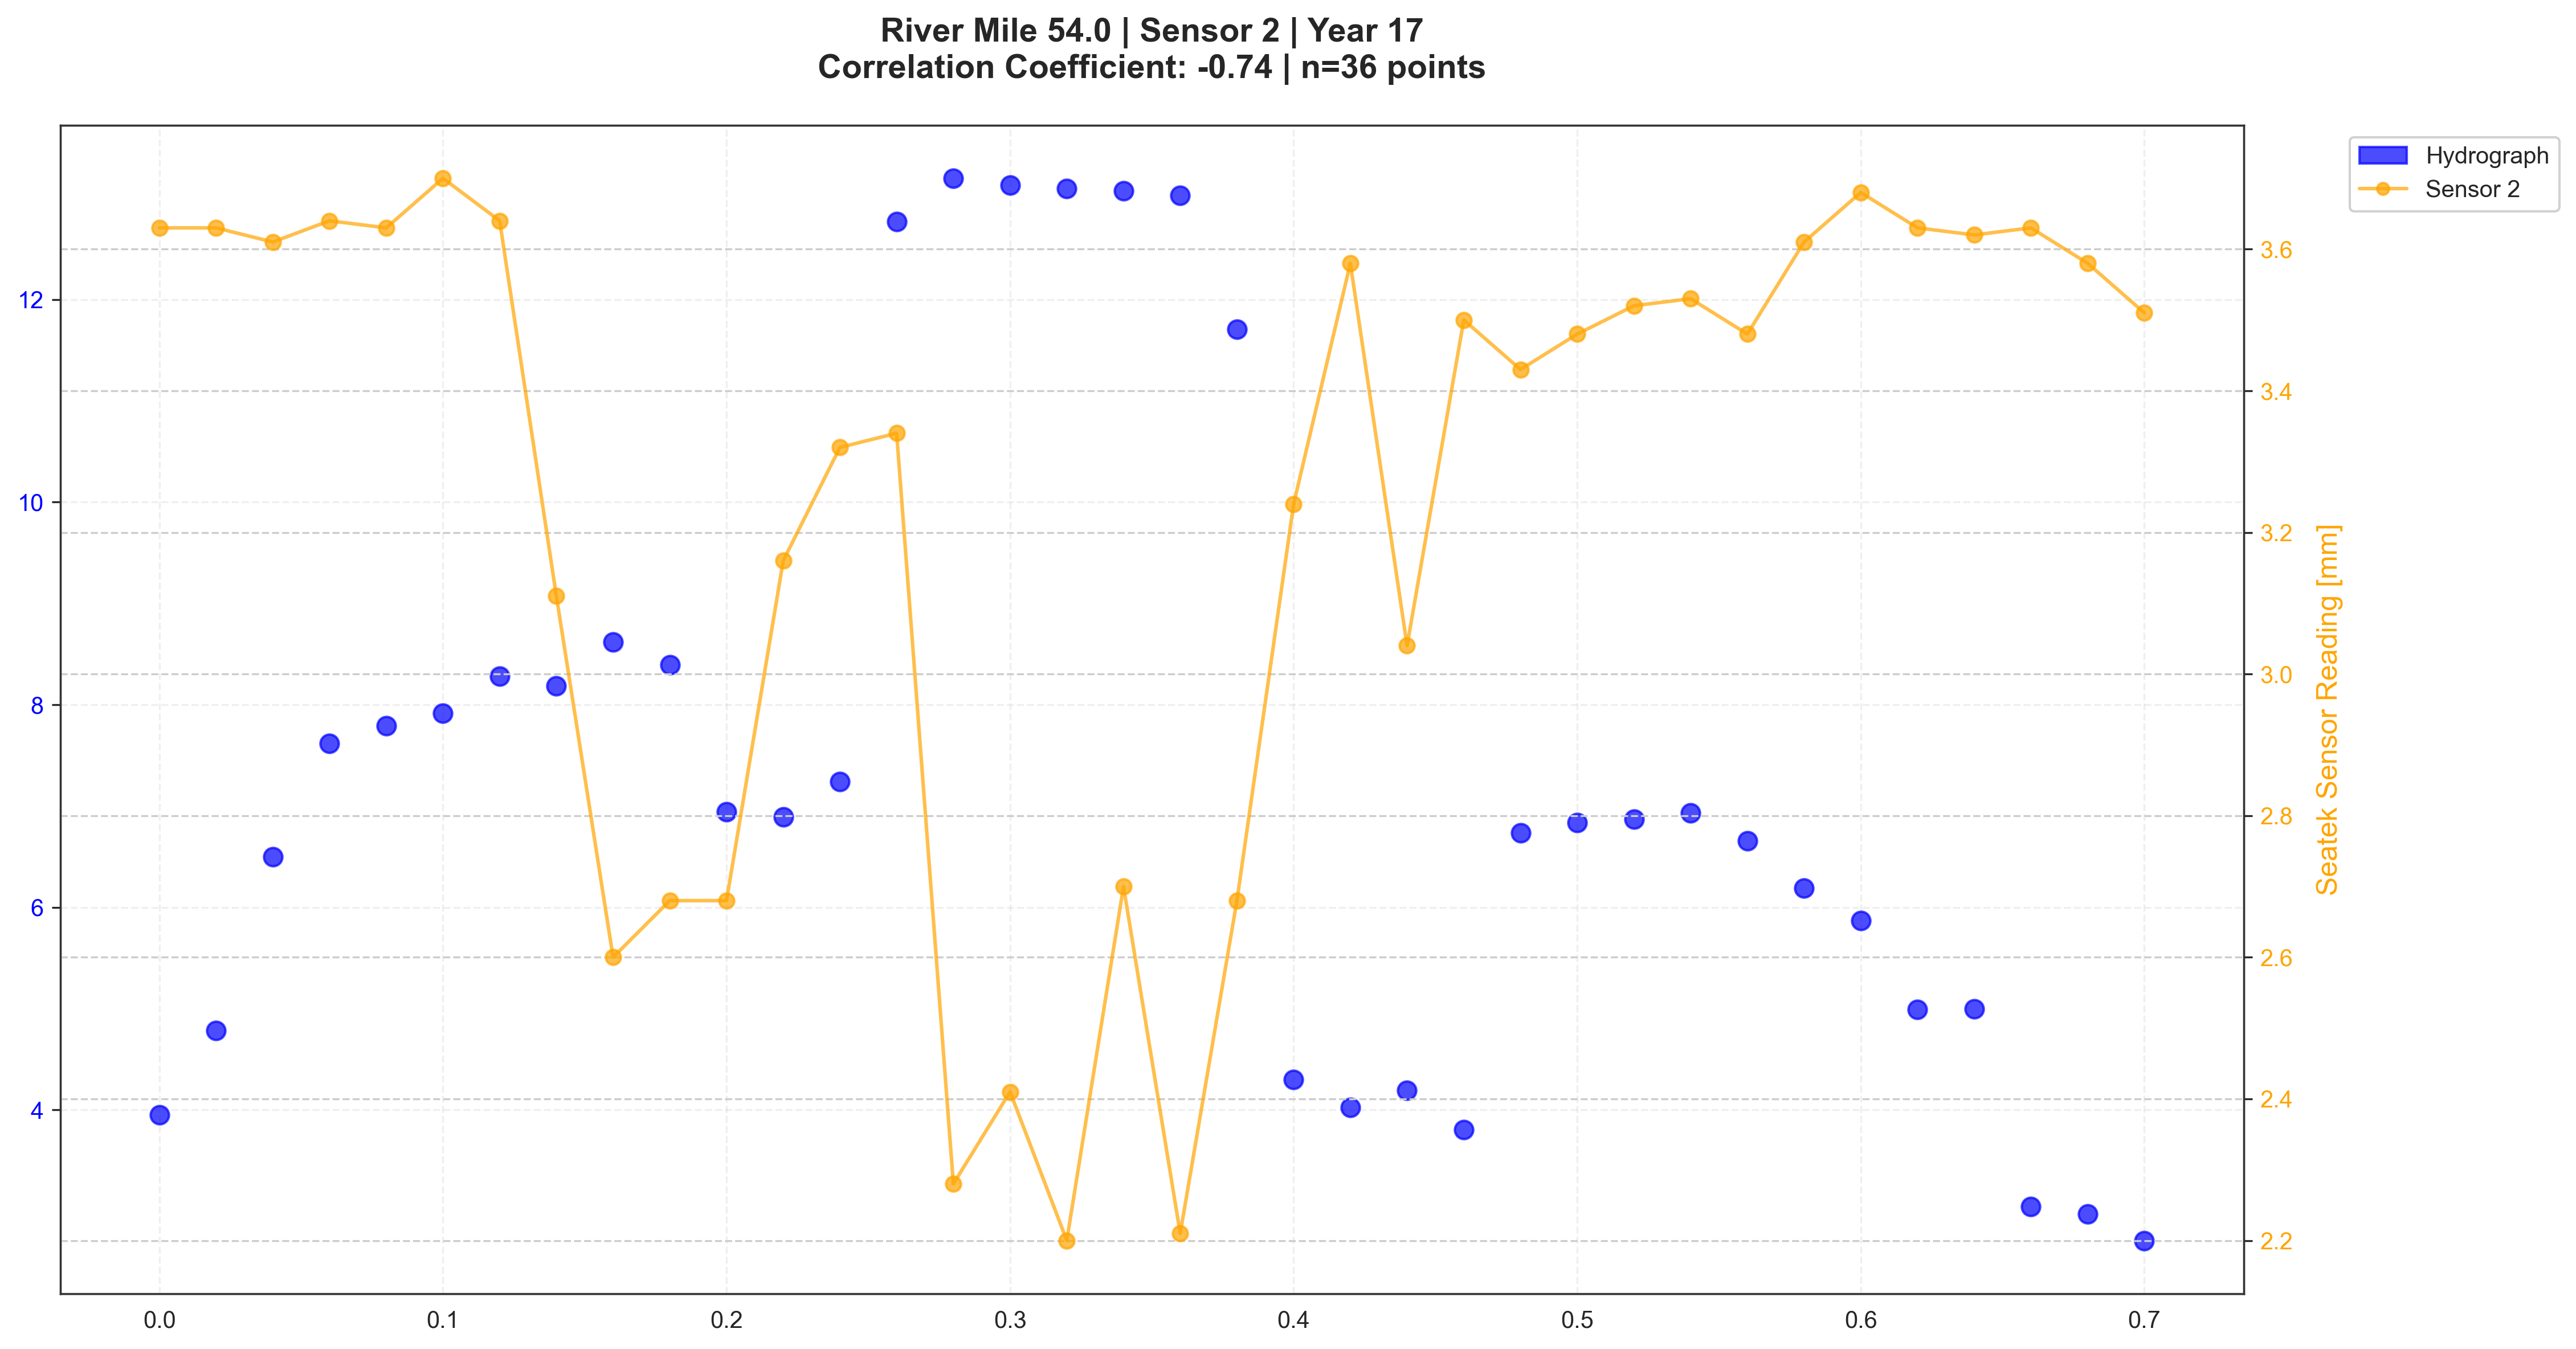 River Mile 54.0 | Sensor 2 | Year 17
Correlation Coefficient: -0.74 | n=36 points
Hydrograph
Sensor 2
12
10
8
6
4
3.6
3.4
3.2
3.0
2.8
2.6
2.4
2.2
Seatek Sensor Reading [mm]
0.0 0.1 0.2 0.3 0.4 0.5 0.6 0.7